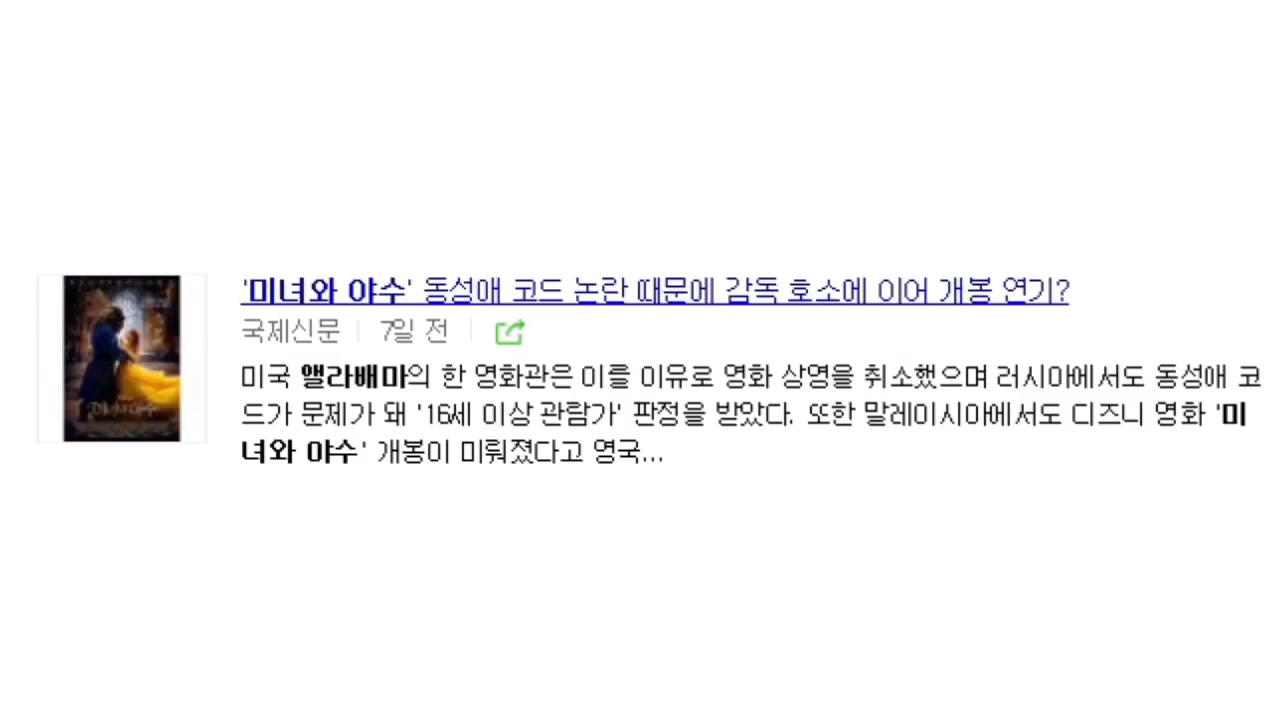 '미녀와 야수' 동성애 코드 논란 때문에 감독 호소에 이어 개봉 연기?
국제신문 | 7일 전
미국 앨라배마의 한 영화관은 이를 이유로 영화 상영을 취소했으며 러시아에서도 동성애 코
드가 문제가 돼 '16세 이상 관람가' 판정을 받았다. 또한 말레이시아에서도 디즈니 영화 '미
녀와 야수' 개봉이 미뤄졌다고 영국...
미녀와 야수